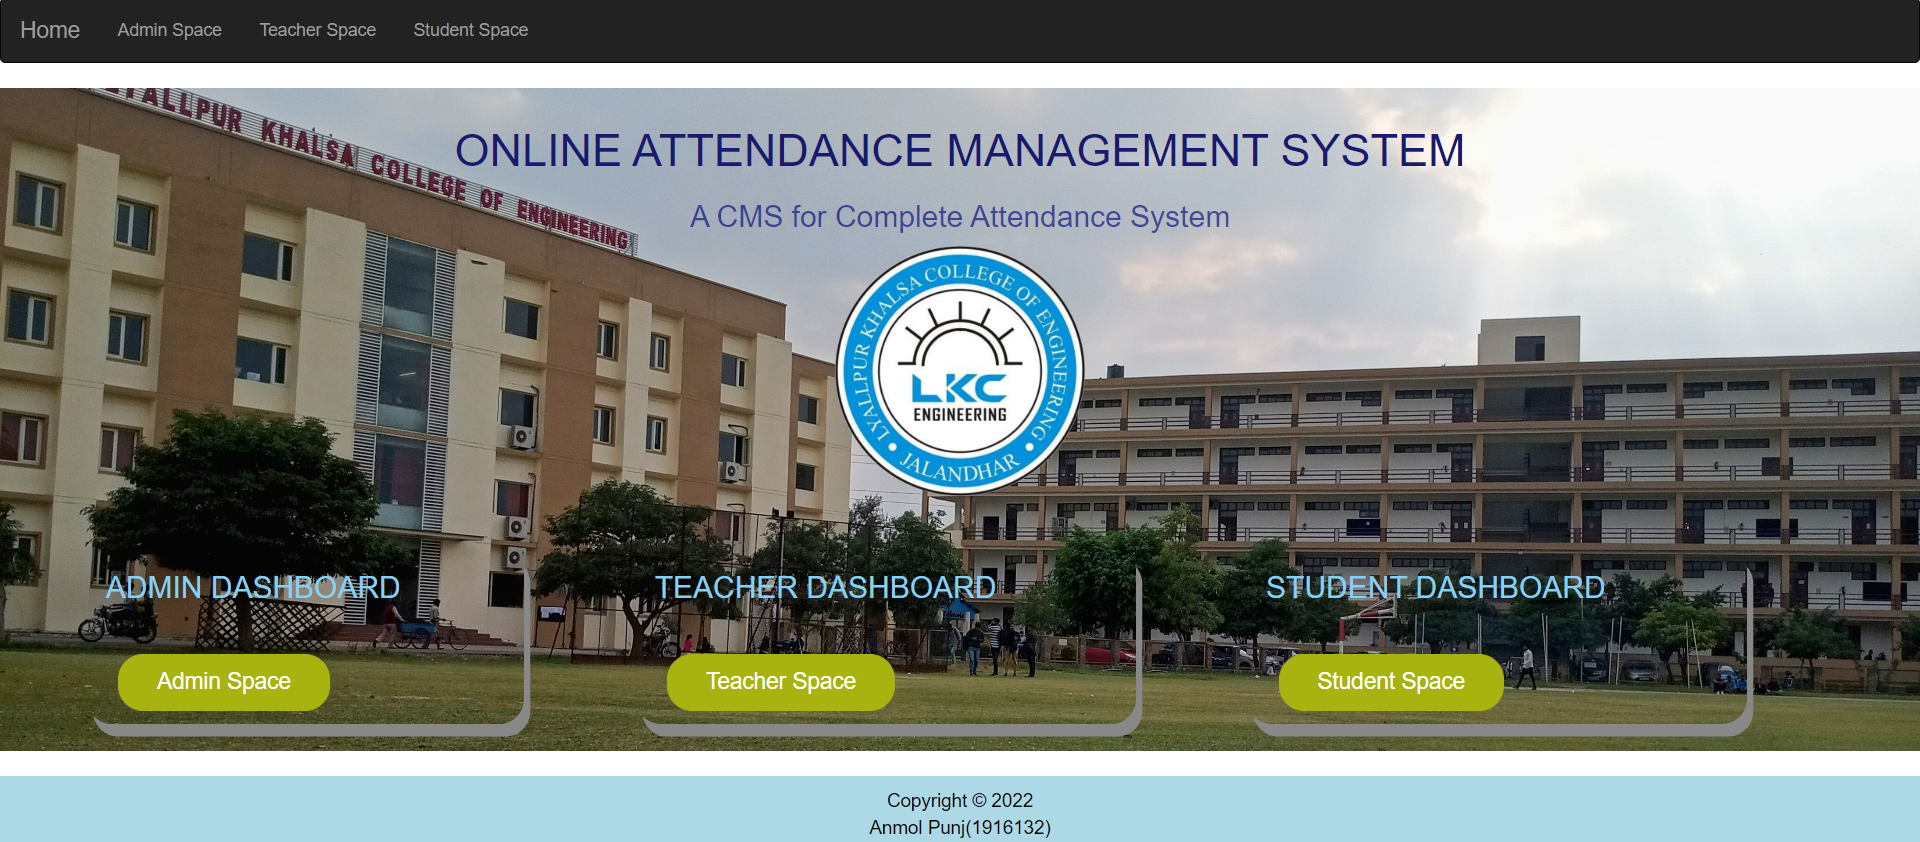 Home Admin Space Teacher Space Student Space
ONLINE ATTENDANCE MANAGEMENT SYSTEM
A CMS for Complete Attendance System
KHALSA COLLEGE OF ENGINEERING
LYALLPUR KHALSA COLLEGE OF ENGINEERING
LKC
ENGINEERING
• JALANDHAR •
ADMIN DASHBOARD TEACHER DASHBOARD STUDENT DASHBOARD
Admin Space Teacher Space Student Space
Copyright © 2022
Anmol Punj(1916132)